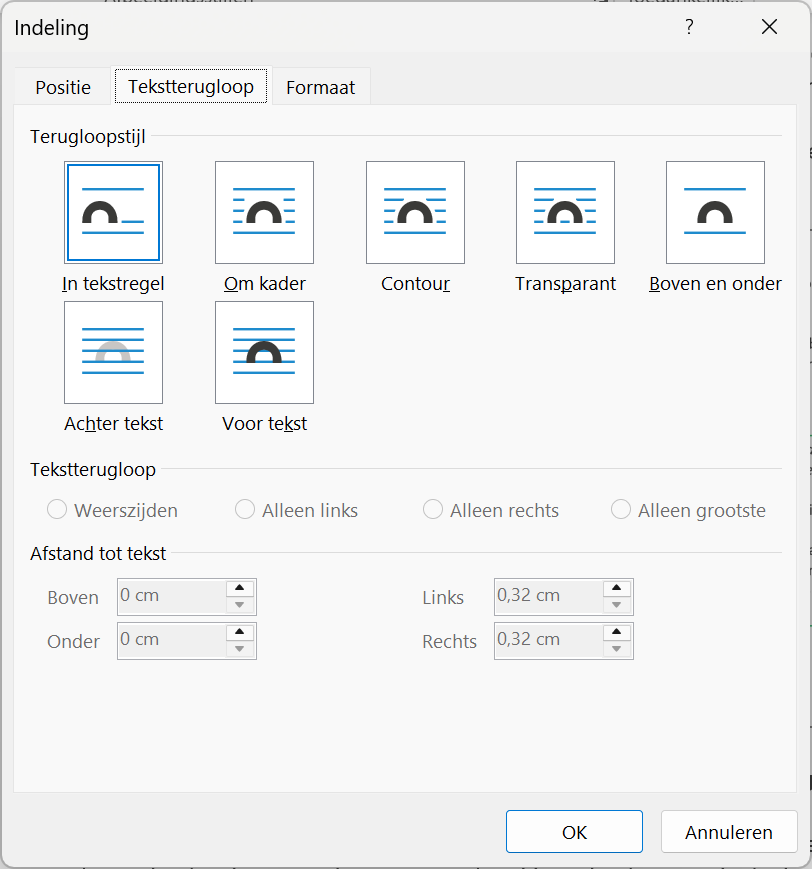 Indeling ?
Positie Tekstterugloop Formaat
Terugloopstijl
In tekstregel Om kader Contour Transparant Boven en onder
Achter tekst Voor tekst
Tekstterugloop
Weerszijden Alleen links Alleen rechts Alleen grootste
Afstand tot tekst
Boven 0 cm Links 0,32 cm
Onder 0 cm Rechts 0,32 cm
OK Annuleren